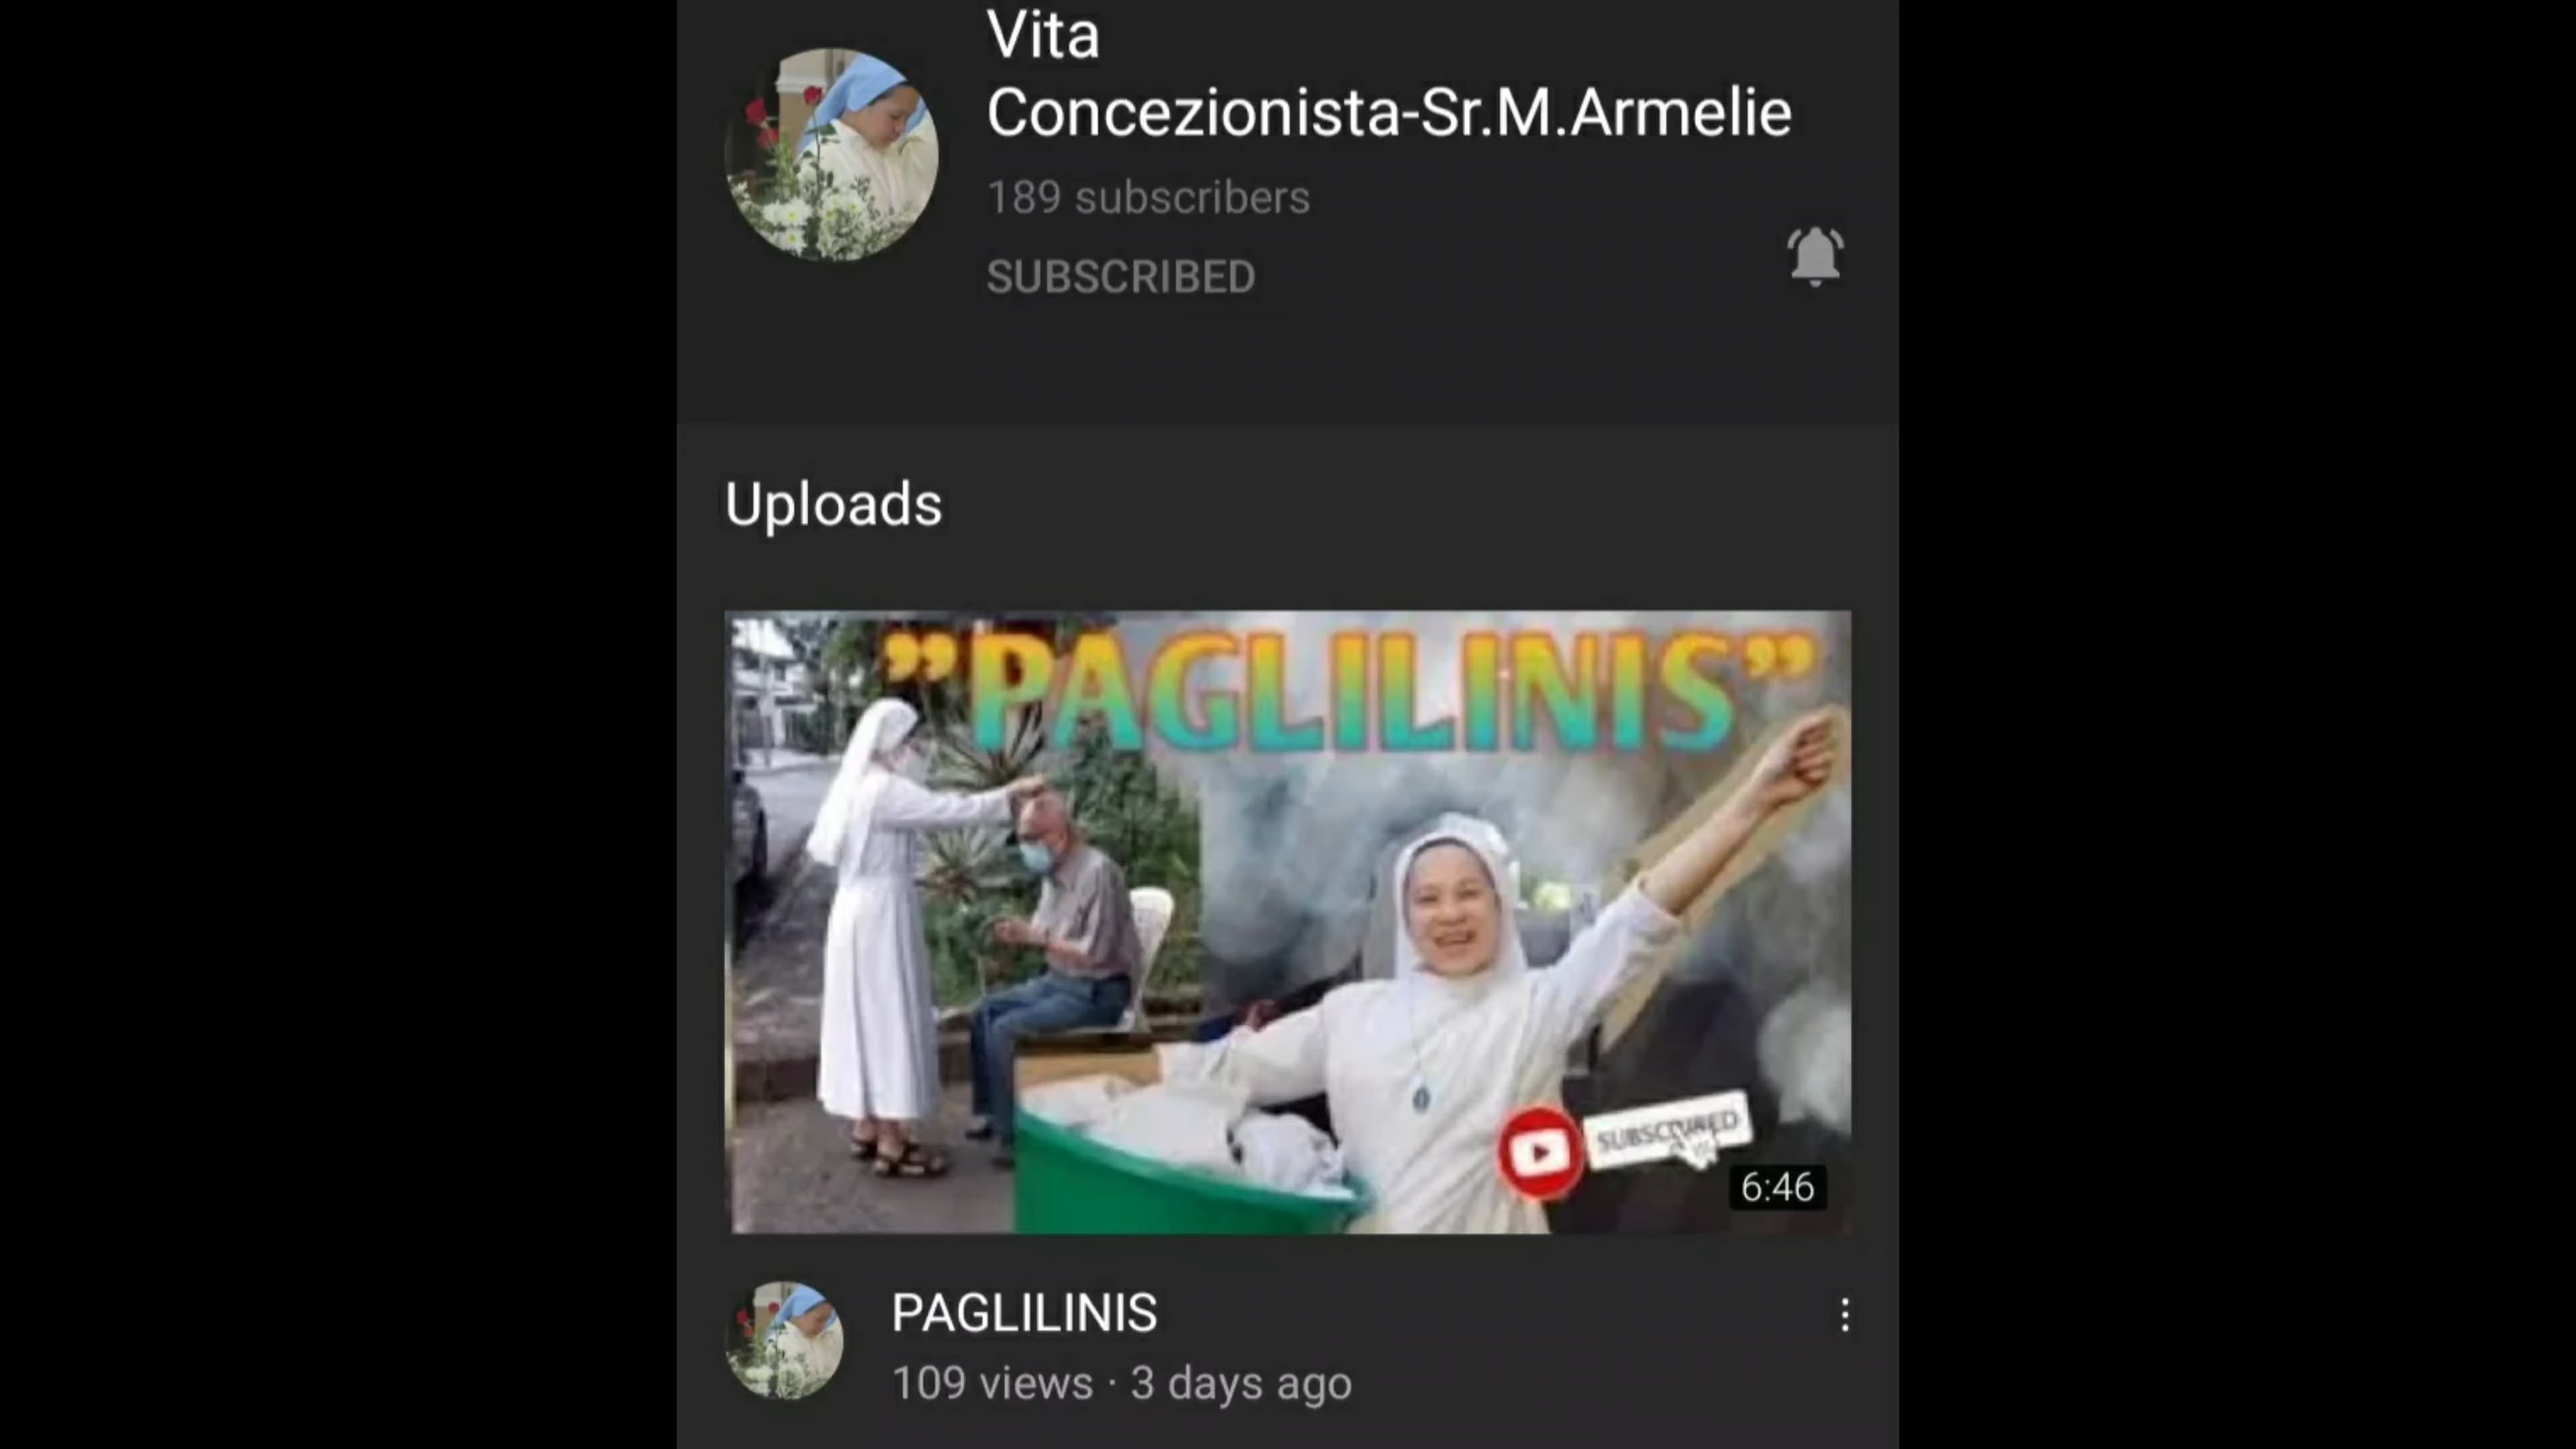 Vita
Concezionista-Sr.M.Armelie
189 subscribers
SUBSCRIBED
Uploads
”PAGLILINIS”
SUBSCRIBED
6:46
PAGLILINIS
109 views · 3 days ago